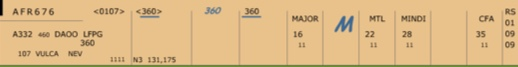 AFR676 <0107> <360> 360 360 MAJOR M MTL MINDI CFA RS
A332 460 DAOO LFPG 16 22 28 35 01
360 11 11 11 11 09
107 VULCA NEV 09
1111 N3 131,175